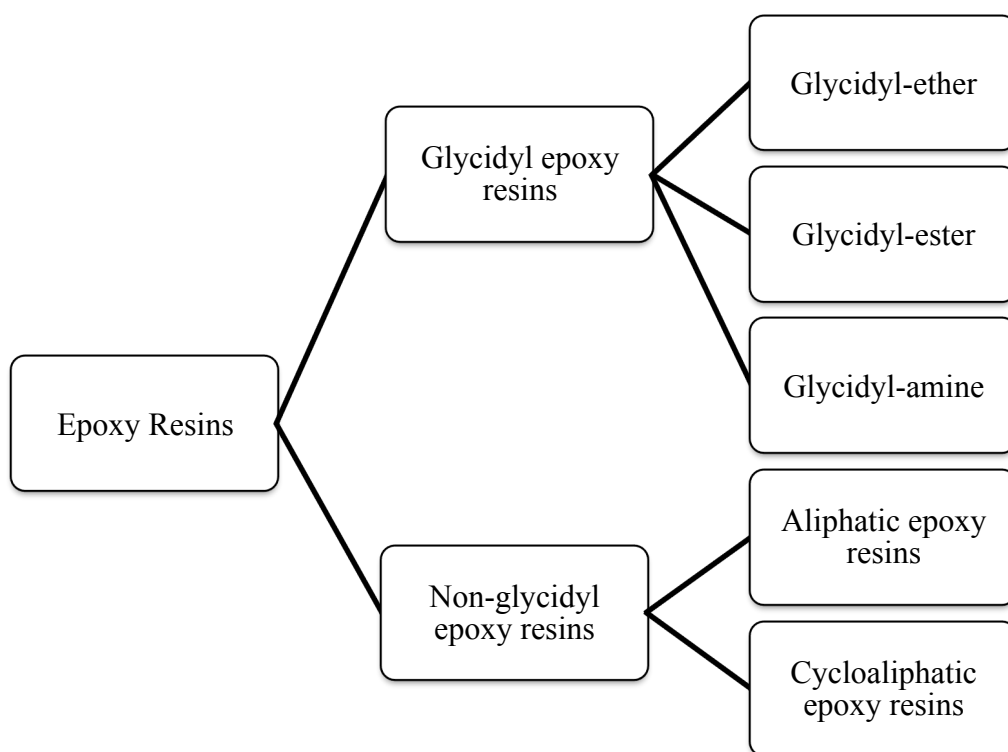 Epoxy Resins
Glycidyl epoxy
resins
Glycidyl-ether
Glycidyl-ester
Glycidyl-amine
Non-glycidyl
epoxy resins
Aliphatic epoxy
resins
Cycloaliphatic
epoxy resins